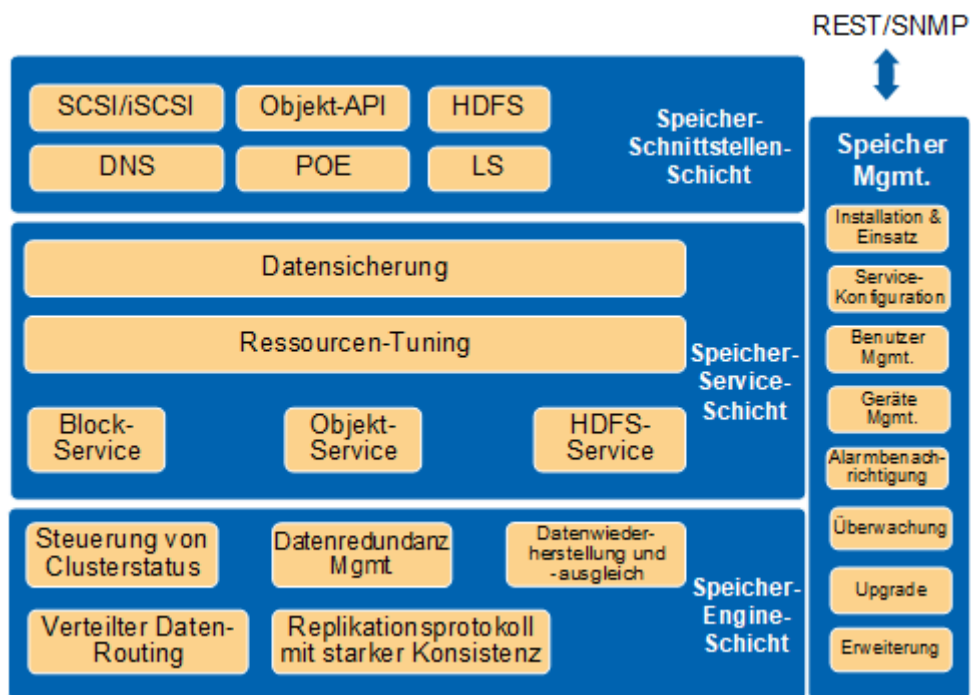 REST/SNMP
SCSI/iSCSI
Objekt-API
HDFS
DNS
POE
LS
Speicher-
Schnittstellen-
Schicht
Datensicherung
Ressourcen-Tuning
Block-
Service
Objekt-
Service
HDFS-
Service
Speicher-
Service-
Schicht
Steuerung von
Clusterstatus
Datenredundanz
Mgmt.
Datenwieder-
herstellung und
-ausgleich
Verteilter Daten-
Routing
Replikationsprotokoll
mit starker Konsistenz
Speicher-
Engine-
Schicht
Speicher
Mgmt.
Installation &
Einsatz
Service-
Konfiguration
Benutzer
Mgmt.
Geräte
Mgmt.
Alarmbenach-
richtigung
Überwachung
Upgrade
Erweiterung